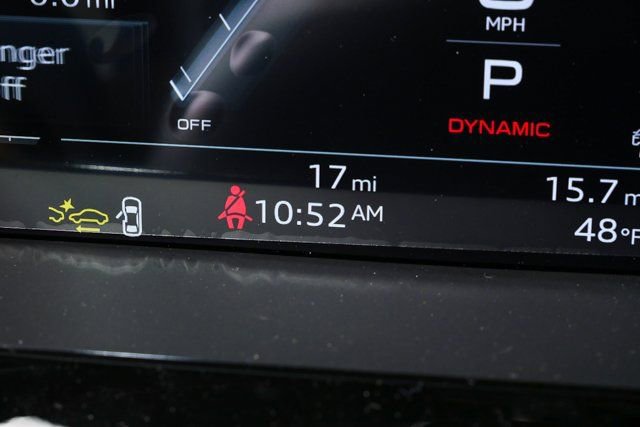 MPH
nger
ff
P
OFF
DYNAMIC
17 mi
15.7 m
10:52 AM
48°F